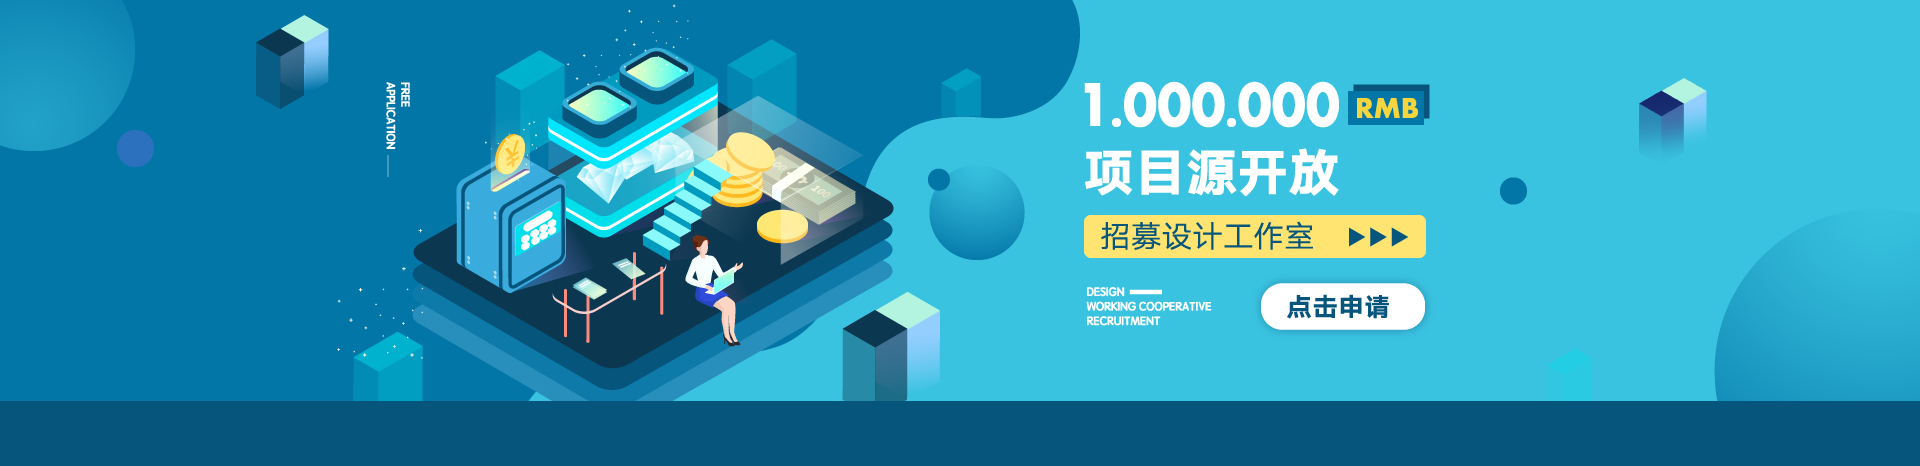 FREE
APPLICATION
1.000.000 RMB
项目源开放
招募设计工作室
DESIGN
WORKING COOPERATIVE
RECRUITMENT
点击申请
¥
100